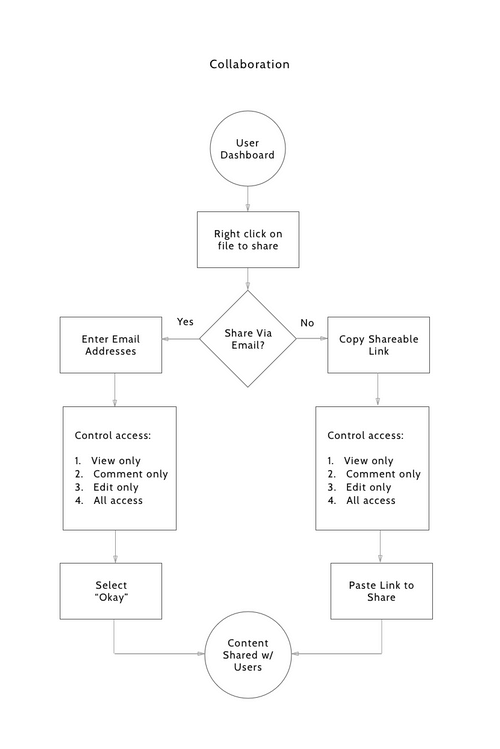 Collaboration
User
Dashboard
Right click on
file to share
Share Via
Email?
Yes
No
Enter Email
Addresses
Copy Shareable
Link
Control access:
1. View only
2. Comment only
3. Edit only
4. All access
Control access:
1. View only
2. Comment only
3. Edit only
4. All access
Select
"Okay"
Paste Link to
Share
Content
Shared w/
Users